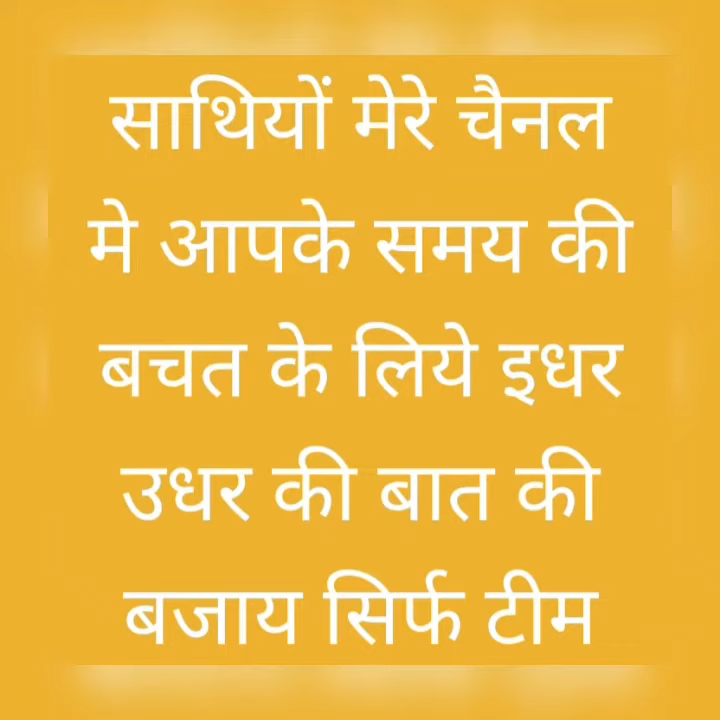 साथियों मेरे चैनल
मे आपके समय की
बचत के लिये इधर
उधर की बात की
बजाय सिर्फ टीम